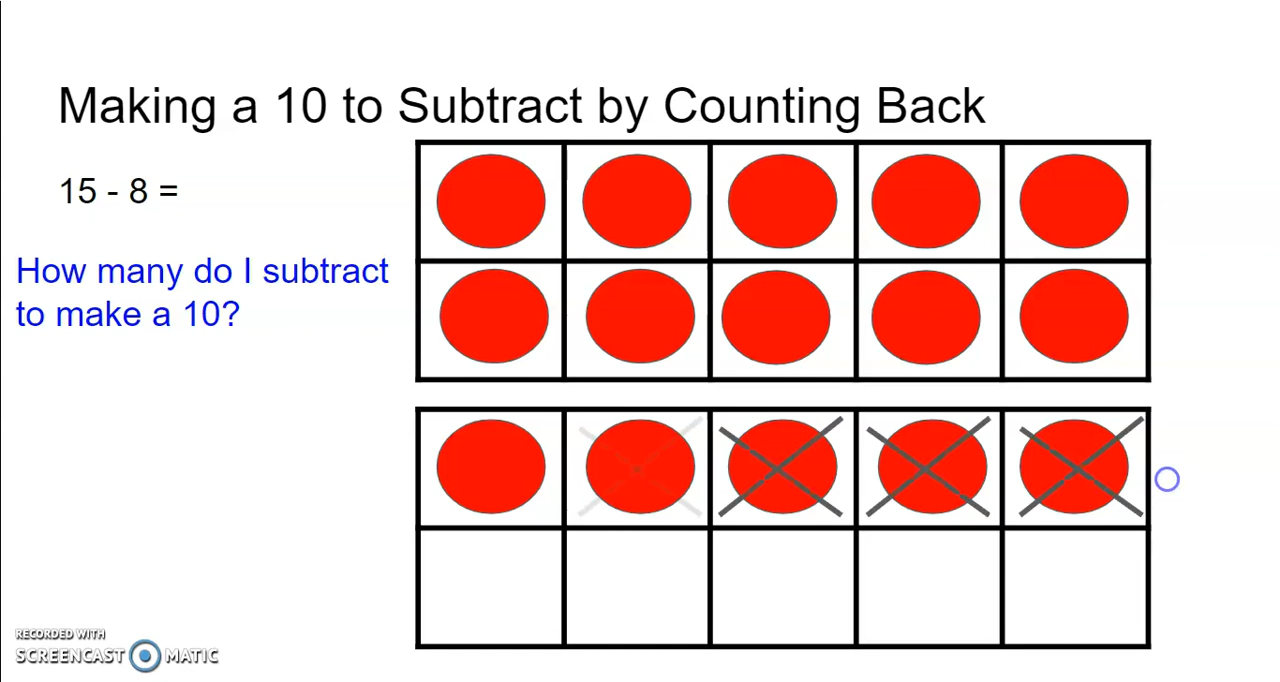 Making a 10 to Subtract by Counting Back
15 - 8 =
How many do I subtract
to make a 10?
RECORDED WITH
SCREENCAST MATIC